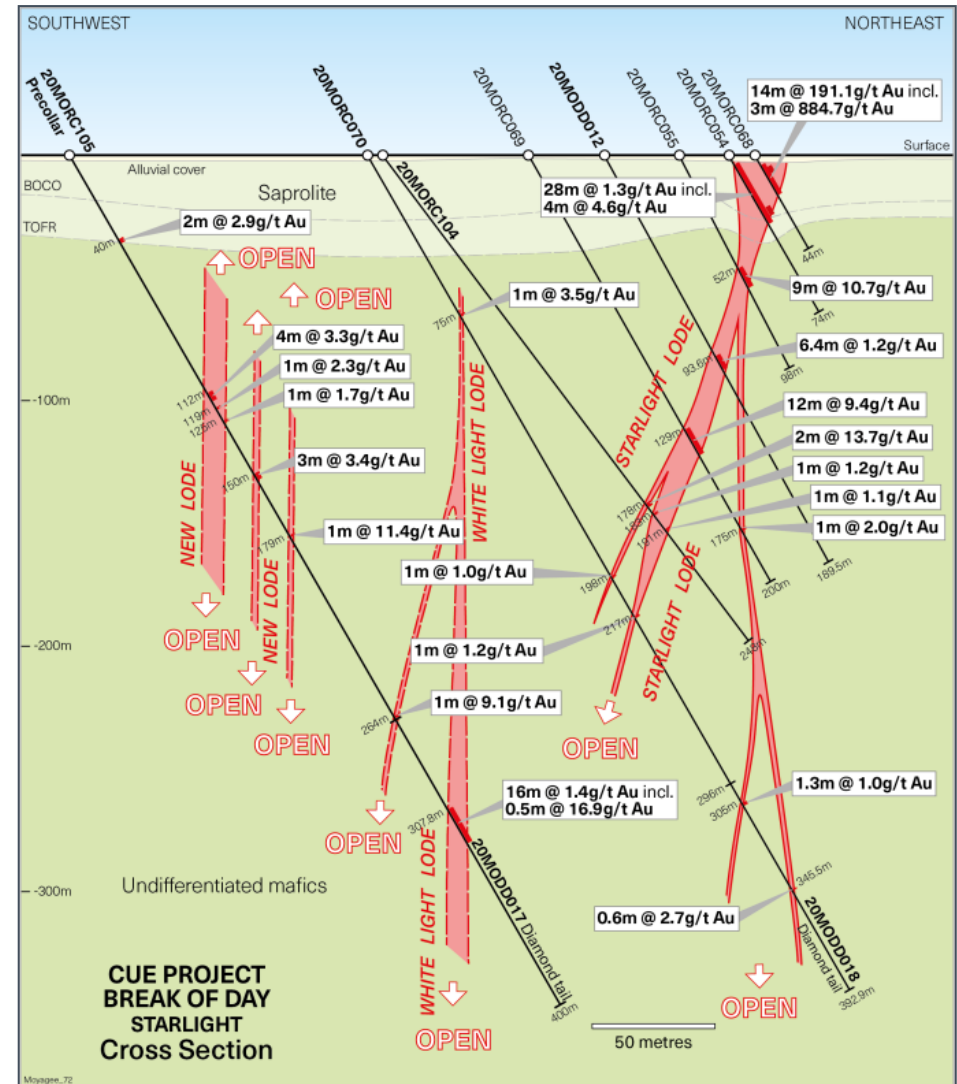 SOUTHWEST
NORTHEAST
20MORC105
Precollar
20MORC070
20MORC104
20MORC069
20MODD012
20MORC055
20MORC054
20MORC068
14m @ 191.1g/t Au incl.
3m @ 884.7g/t Au
Surface
Alluvial cover
BOCO
Saprolite
TOFR
28m @ 1.3g/t Au incl.
4m @ 4.6g/t Au
2m @ 2.9g/t Au
40m
44m
OPEN
OPEN
52m
9m @ 10.7g/t Au
74m
1m @ 3.5g/t Au
75m
4m @ 3.3g/t Au
6.4m @ 1.2g/t Au
93.6m
98m
1m @ 2.3g/t Au
1m @ 1.7g/t Au
-100m
112m
119m
125m
12m @ 9.4g/t Au
129m
STARLIGHT LODE
WHITE LIGHT LODE
2m @ 13.7g/t Au
3m @ 3.4g/t Au
150m
1m @ 1.2g/t Au
1m @ 1.1g/t Au
178m
191m
NEW LODE
1m @ 11.4g/t Au
179m
1m @ 2.0g/t Au
175m
189.5m
200m
1m @ 1.0g/t Au
198m
NEW LODE
OPEN
-200m
217m
1m @ 1.2g/t Au
STARLIGHT LODE
OPEN
1m @ 9.1g/t Au
264m
OPEN
OPEN
296m
1.3m @ 1.0g/t Au
305m
16m @ 1.4g/t Au incl.
0.5m @ 16.9g/t Au
307.8m
OPEN
WHITE LIGHT LODE
20MODD017 Diamond tail
Undifferentiated mafics
-300m
345.5m
0.6m @ 2.7g/t Au
20MODD018
Diamond tail
392.9m
400m
OPEN
OPEN
50 metres
CUE PROJECT
BREAK OF DAY
STARLIGHT
Cross Section
Moyagee_72